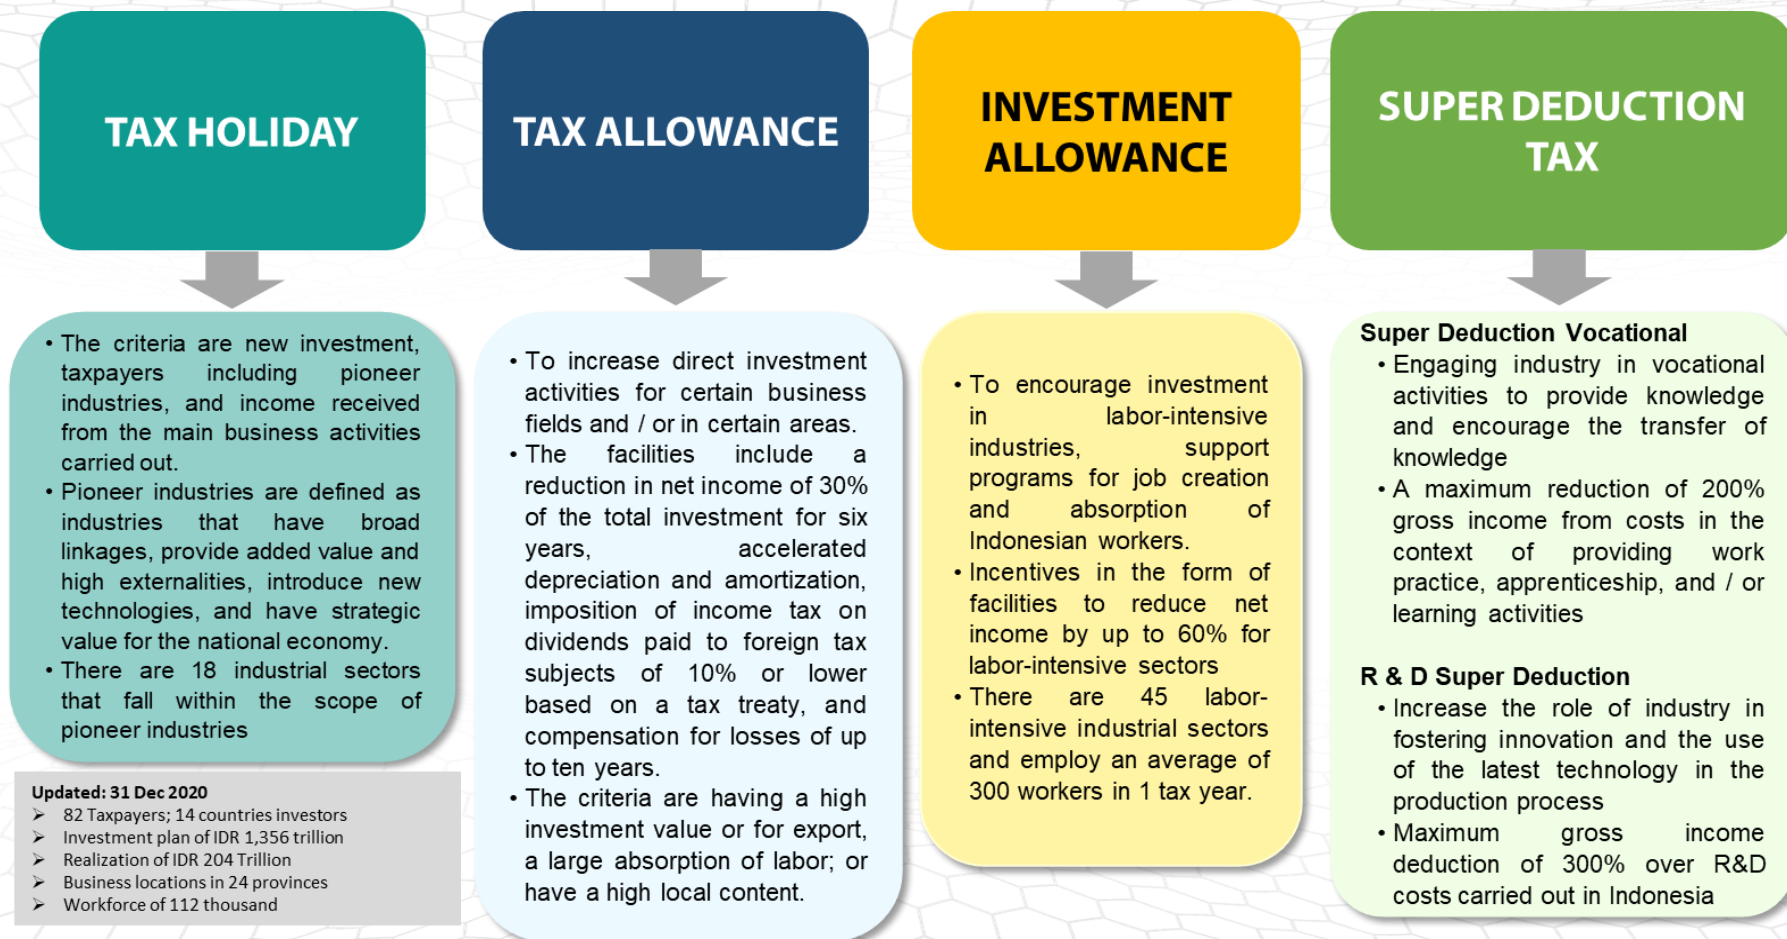 TAX HOLIDAY
• The criteria are new investment,
taxpayers including pioneer
industries, and income received
from the main business activities
carried out.
• Pioneer industries are defined as
industries that have broad
linkages, provide added value and
high externalities, introduce new
technologies, and have strategic
value for the national economy.
• There are 18 industrial sectors
that fall within the scope of
pioneer industries
Updated: 31 Dec 2020
➢ 82 Taxpayers; 14 countries investors
➢ Investment plan of IDR 1,356 trillion
➢ Realization of IDR 204 Trillion
➢ Business locations in 24 provinces
➢ Workforce of 112 thousand
TAX ALLOWANCE
• To increase direct investment
activities for certain business
fields and / or in certain areas.
• The facilities include a
reduction in net income of 30%
of the total investment for six
years, accelerated
depreciation and amortization,
imposition of income tax on
dividends paid to foreign tax
subjects of 10% or lower
based on a tax treaty, and
compensation for losses of up
to ten years.
• The criteria are having a high
investment value or for export,
a large absorption of labor; or
have a high local content.
INVESTMENT
ALLOWANCE
• To encourage investment
in labor-intensive
industries, support
programs for job creation
and absorption of
Indonesian workers.
• Incentives in the form of
facilities to reduce net
income by up to 60% for
labor-intensive sectors
• There are 45 labor-
intensive industrial sectors
and employ an average of
300 workers in 1 tax year.
SUPER DEDUCTION
TAX
Super Deduction Vocational
• Engaging industry in vocational
activities to provide knowledge
and encourage the transfer of
knowledge
• A maximum reduction of 200%
gross income from costs in the
context of providing work
practice, apprenticeship, and / or
learning activities
R & D Super Deduction
• Increase the role of industry in
fostering innovation and the use
of the latest technology in the
production process
• Maximum gross income
deduction of 300% over R&D
costs carried out in Indonesia